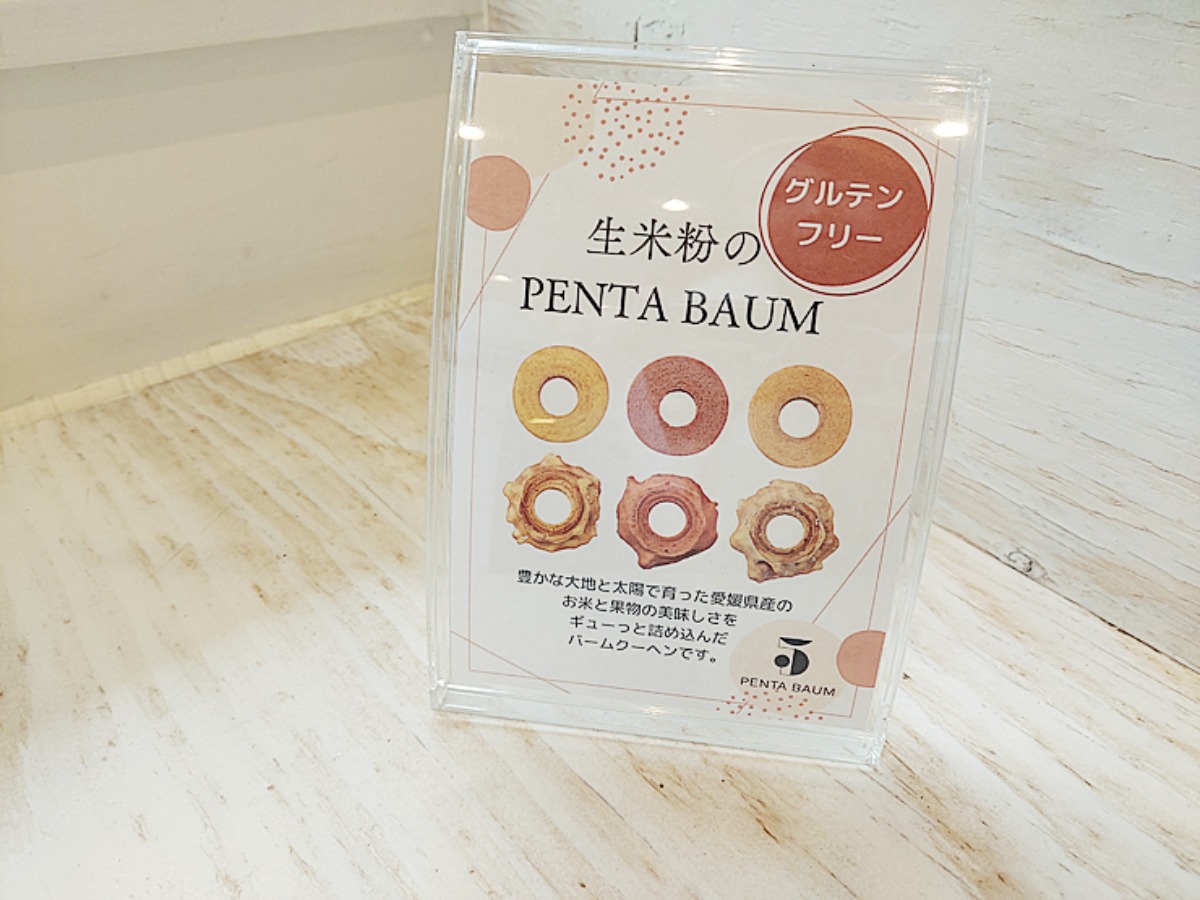 グルテン
フリー
生米粉の
PENTA BAUM
豊かな大地と太陽で育った愛媛県産の
お米と果物の美味しさを
ギューっと詰め込んだ
バームクーヘンです。
5
PENTA BAUM